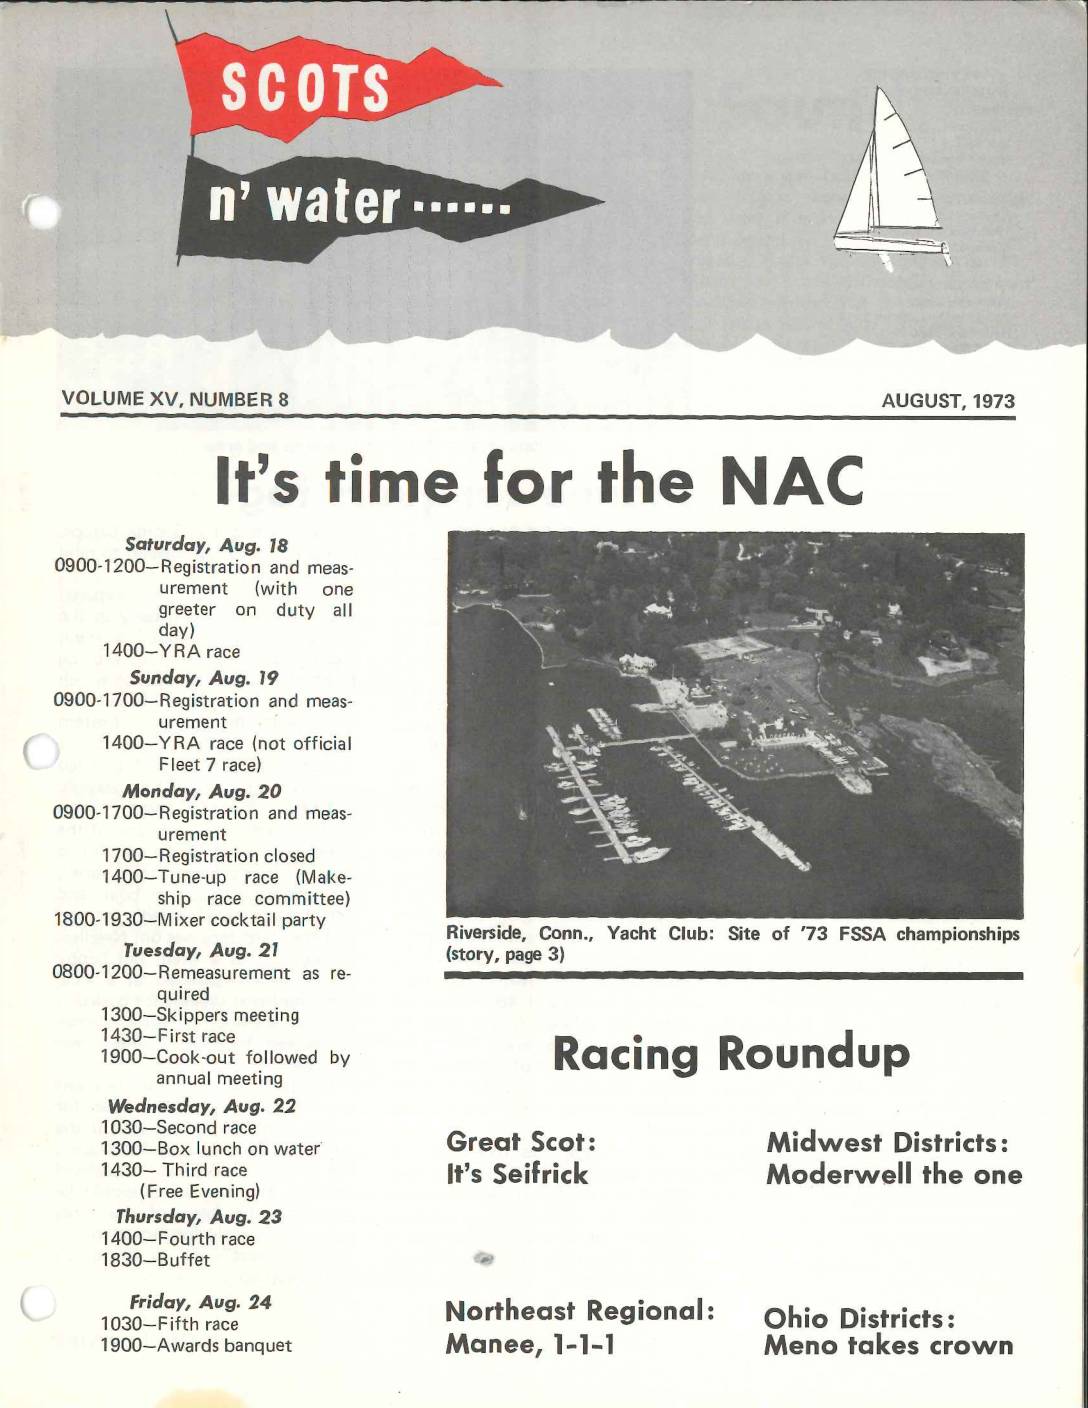 SCOTS
n' water......
VOLUME XV, NUMBER 8
AUGUST, 1973
It's time for the NAC
Saturday, Aug. 18
0900-1200—Registration and meas-
urement (with one
greeter on duty all
day)
1400—YRA race
Sunday, Aug. 19
0900-1700—Registration and meas-
urement
1400—YRA race (not official
Fleet 7 race)
Monday, Aug. 20
0900-1700—Registration and meas-
urement
1700—Registration closed
1400—Tune-up race (Make-
ship race committee)
1800-1930—Mixer cocktail party
Tuesday, Aug. 21
0800-1200—Remeasurement as re-
quired
1300—Skippers meeting
1430—First race
1900—Cook-out followed by
annual meeting
Wednesday, Aug. 22
1030—Second race
1300—Box lunch on water
1430— Third race
(Free Evening)
Thursday, Aug. 23
1400—Fourth race
1830—Buffet
Friday, Aug. 24
1030—Fifth race
1900—Awards banquet
Riverside, Conn., Yacht Club: Site of '73 FSSA championships
(story, page 3)
Racing Roundup
Great Scot:
It's Seifrick
Midwest Districts:
Moderwell the one
Northeast Regional:
Manee, 1-1-1
Ohio Districts:
Meno takes crown